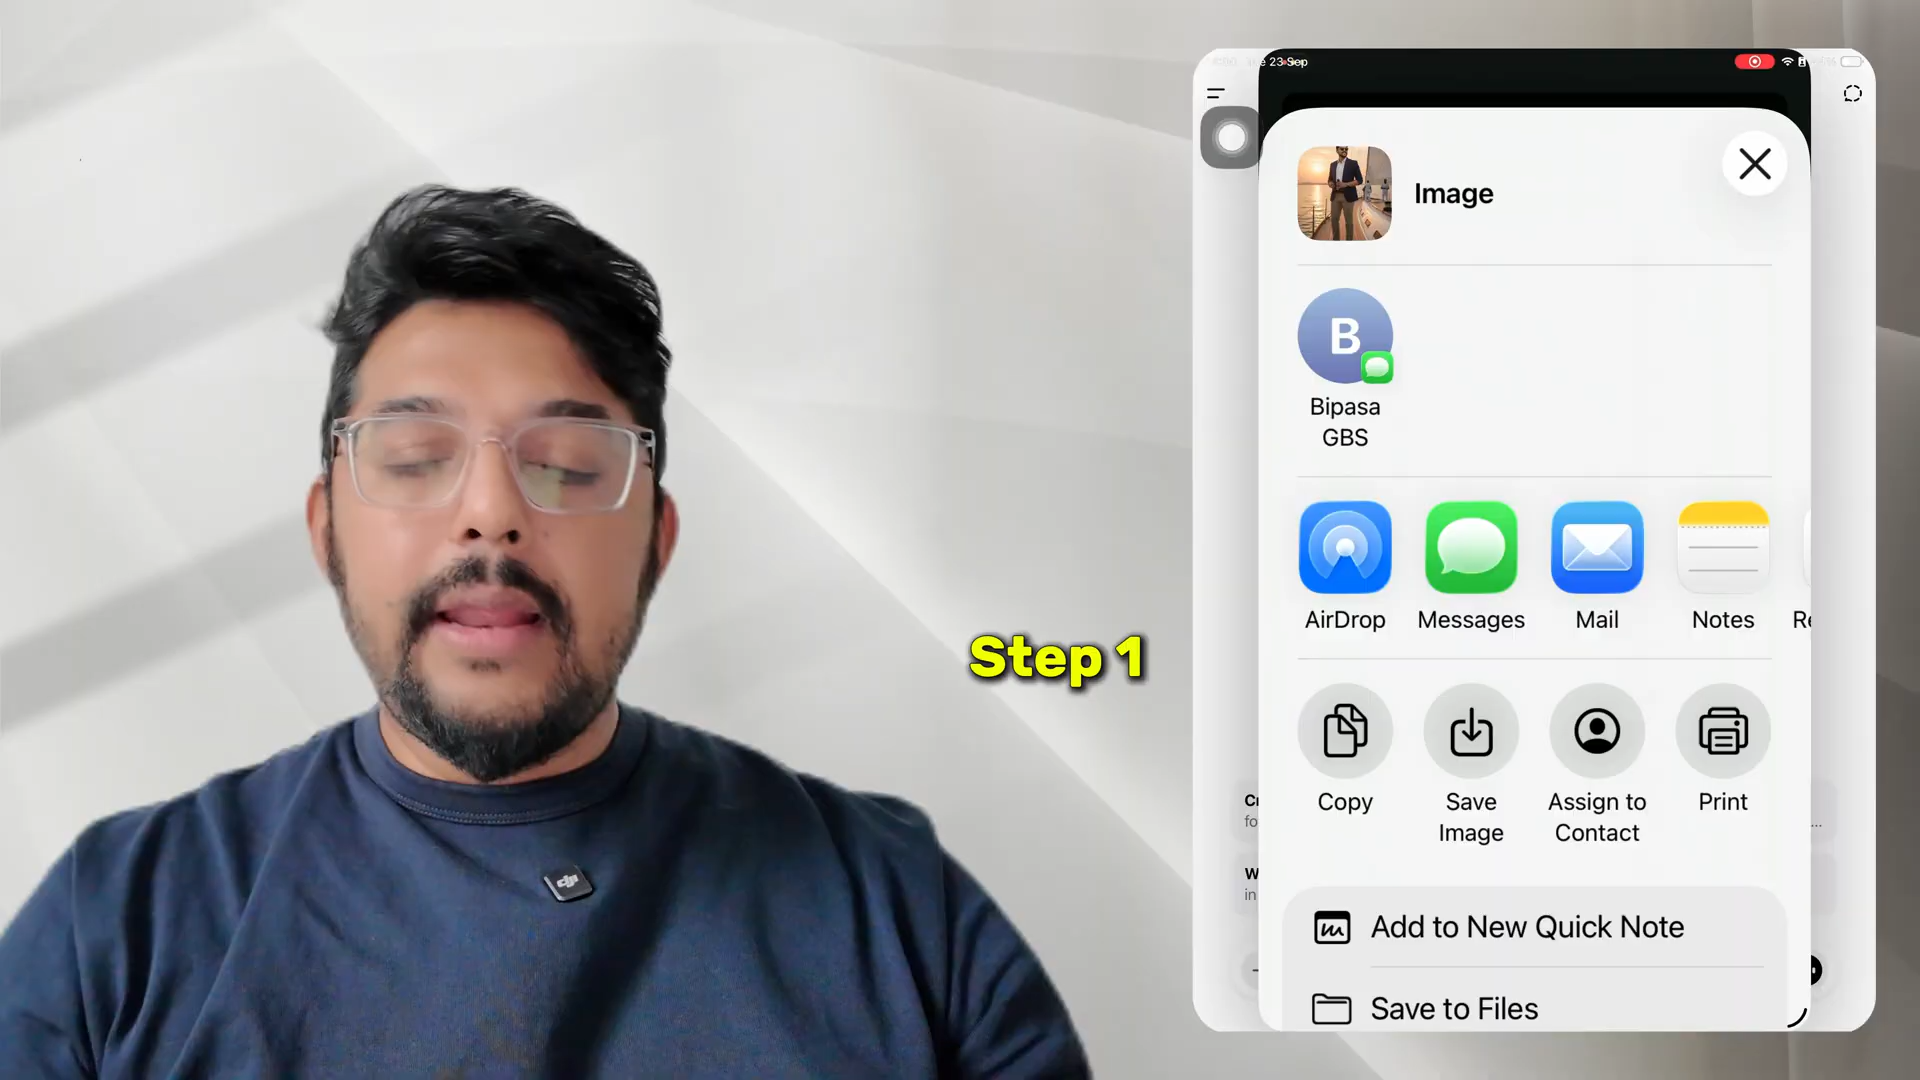 23 Sep
Image
B
Bipasa
GBS
AirDrop
Messages
Mail
Notes
Step 1
Copy
Save
Image
Assign to
Contact
Print
Add to New Quick Note
Save to Files
dji